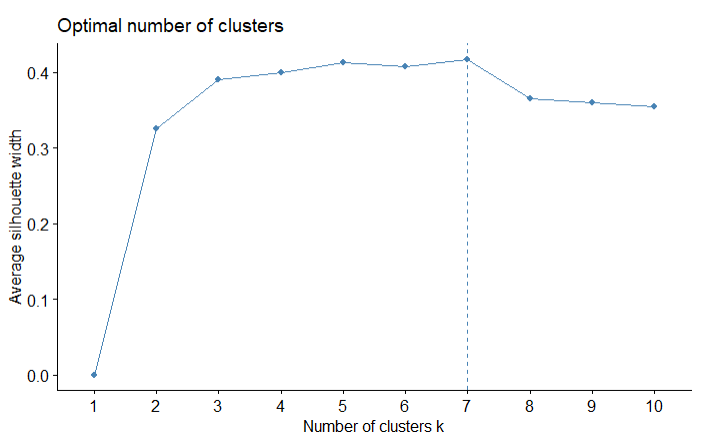 Optimal number of clusters
Average silhouette width
0.4
0.3
0.2
0.1
0.0
1 2 3 4 5 6 7 8 9 10
Number of clusters k